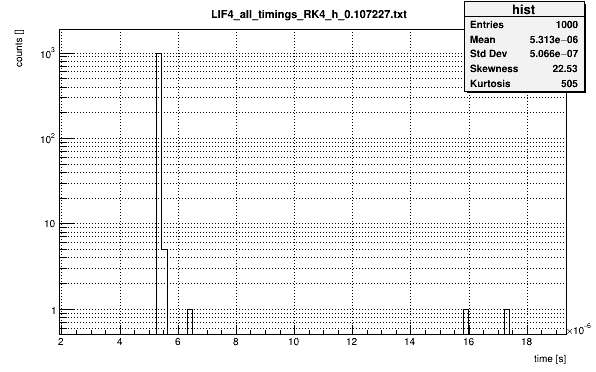 LIF4_all_timings_RK4_h_0.107227.txt
hist
Entries 1000
Mean 5.313e−06
Std Dev 5.066e−07
Skewness 22.53
Kurtosis 505
counts []
10³
10²
10
1
2 4 6 8 10 12 14 16 18
×10⁻⁶
time [s]